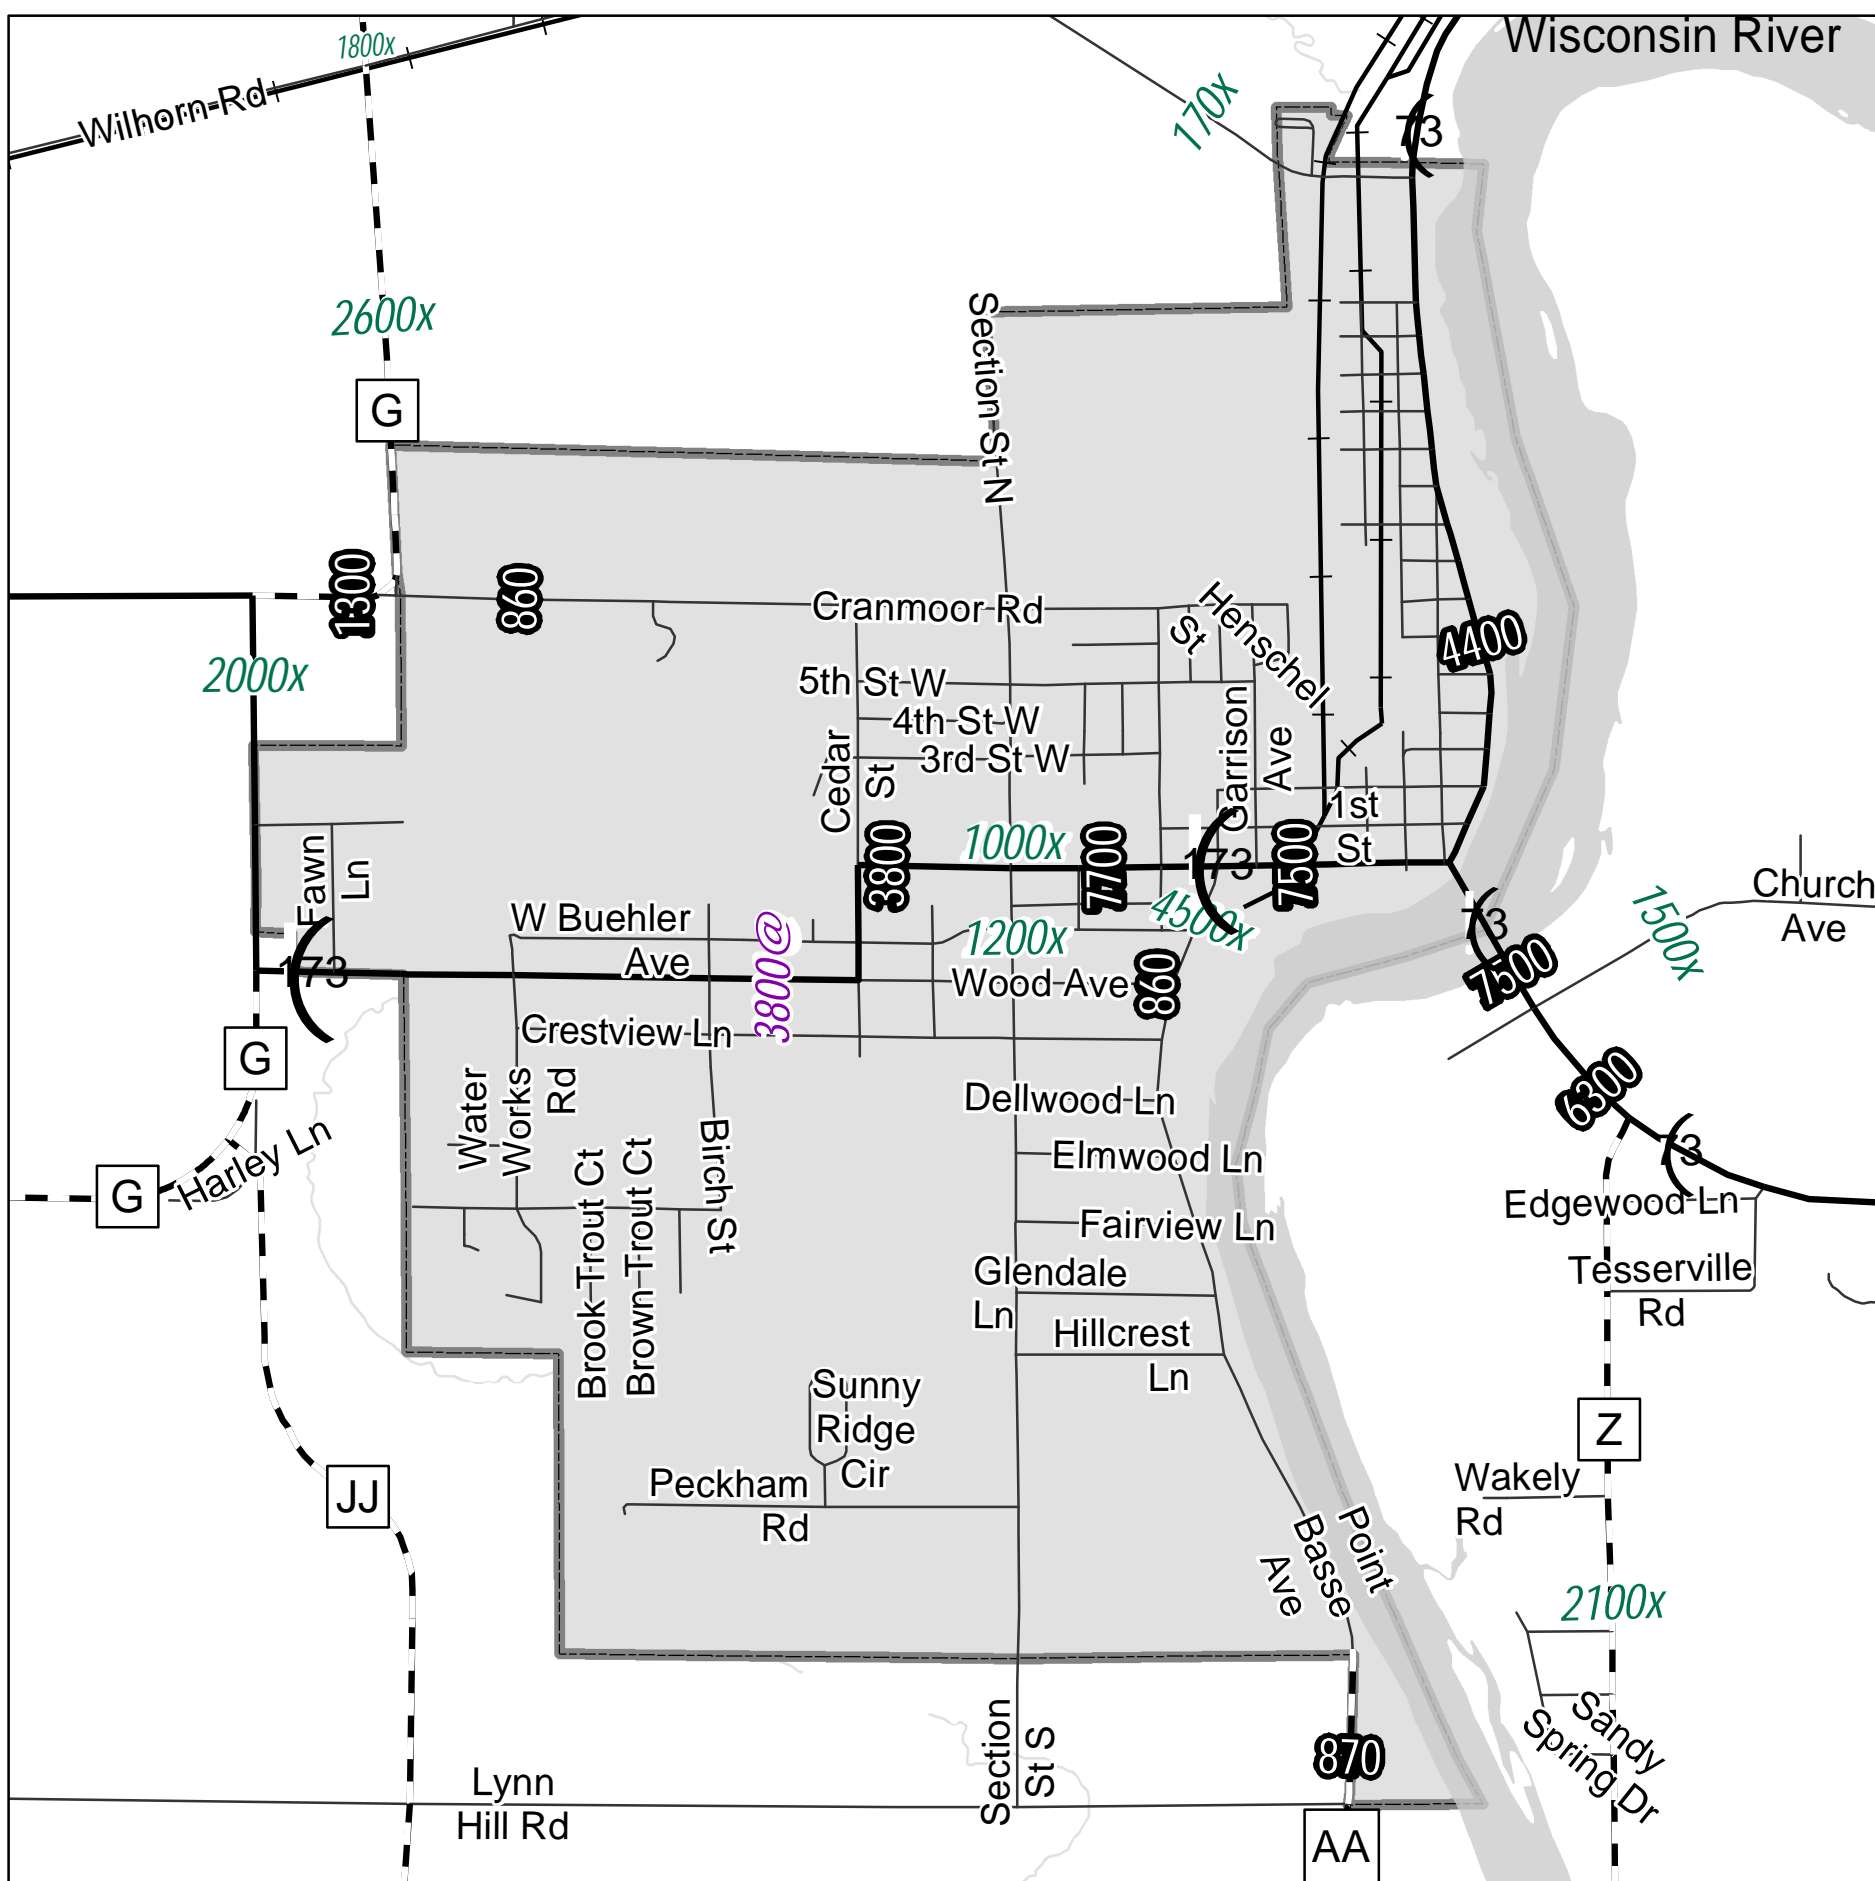 Wisconsin River
1800x
Wilhorn Rd
170x
73
2600x
Section St N
G
1300
860
Cranmoor Rd
Henschel
St
4400
2000x
5th St W
4th St W
3rd St W
Garrison
Ave
Cedar
St
1st
St
Fawn
Ln
3800
1000x
7700
173
7500
4500x
Church
Ave
1500x
W Buehler
Ave
3800@
1200x
73
173
Wood Ave
860
7500
Crestview Ln
G
6300
Water
Works
Rd
Dellwood Ln
Elmwood Ln
73
Harley Ln
G
Birch St
Brook Trout Ct
Brown Trout Ct
Edgewood Ln
Fairview Ln
Glendale
Ln
Tesserville
Rd
Hillcrest
Ln
Sunny
Ridge
Cir
Z
Peckham
Rd
JJ
Wakely
Rd
Point
Basse
Ave
2100x
Section
St S
Sandy
Spring Dr
870
Lynn
Hill Rd
AA